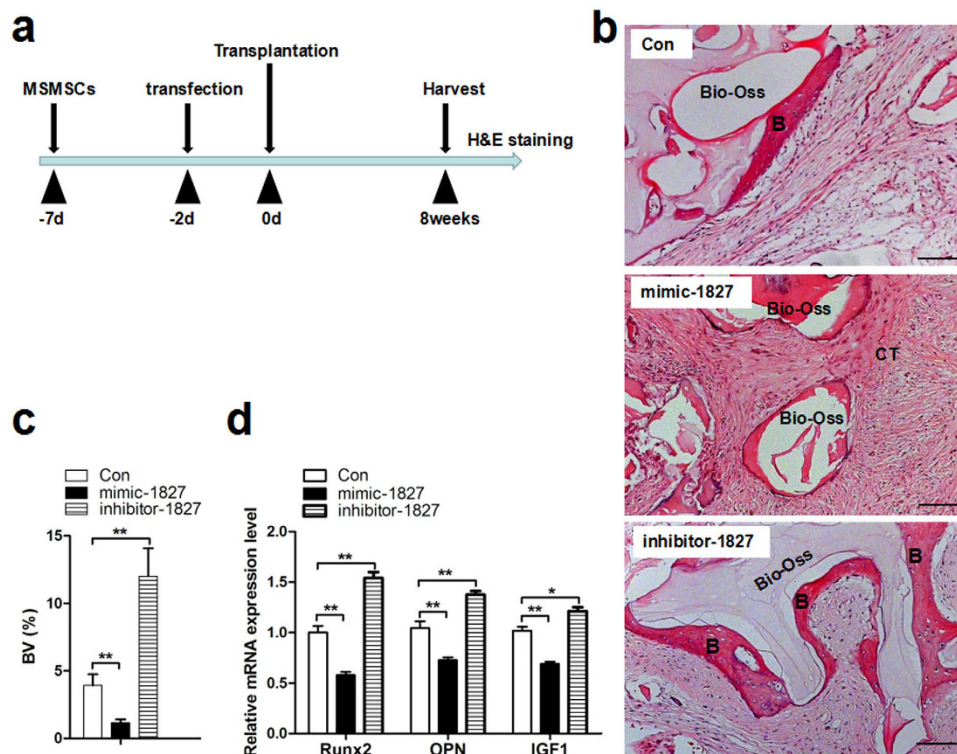 a
Transplantation
MSMSCs
transfection
Harvest
H&E staining
-7d
-2d
0d
8weeks
b
Con
Bio-Oss
B
mimic-1827
Bio-Oss
CT
Bio-Oss
inhibitor-1827
Bio-Oss
B
B
B
c
Con
mimic-1827
inhibitor-1827
BV (%)
15
10
5
0
**
**
d
Con
mimic-1827
inhibitor-1827
Relative mRNA expression level
2.0
1.5
1.0
0.5
0.0
**
**
**
**
*
**
Runx2
OPN
IGF1